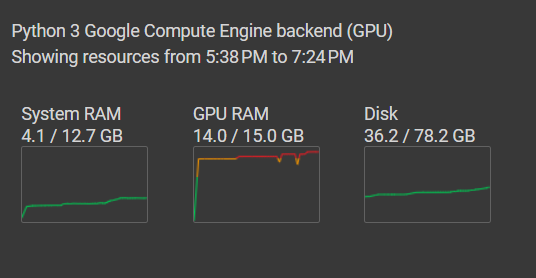 Python 3 Google Compute Engine backend (GPU)
Showing resources from 5:38 PM to 7:24 PM
System RAM
4.1 / 12.7 GB
GPU RAM
14.0 / 15.0 GB
Disk
36.2 / 78.2 GB